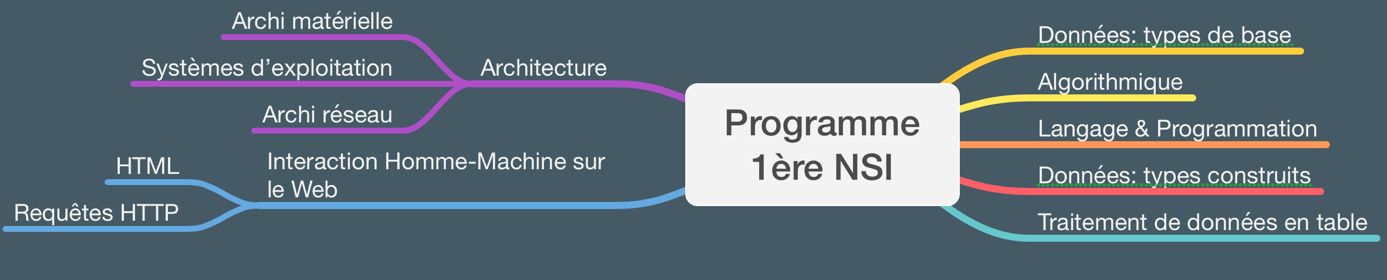 Archi matérielle
Systèmes d'exploitation
Archi réseau
Architecture
HTML
Requêtes HTTP
Interaction Homme-Machine sur
le Web
Programme
1ère NSI
Données: types de base
Algorithmique
Langage & Programmation
Données: types construits
Traitement de données en table